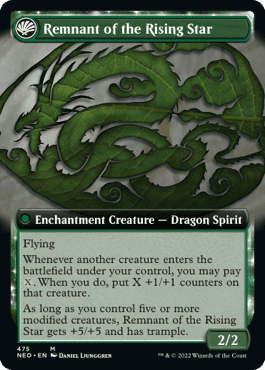 Remnant of the Rising Star
Enchantment Creature — Dragon Spirit
Flying
Whenever another creature enters the
battlefield under your control, you may pay
X. When you do, put X +1/+1 counters on
that creature.
As long as you control five or more
modified creatures, Remnant of the Rising
Star gets +5/+5 and has trample.
2/2
475 M
NEO • EN Daniel Ljunggren
™ & © 2022 Wizards of the Coast